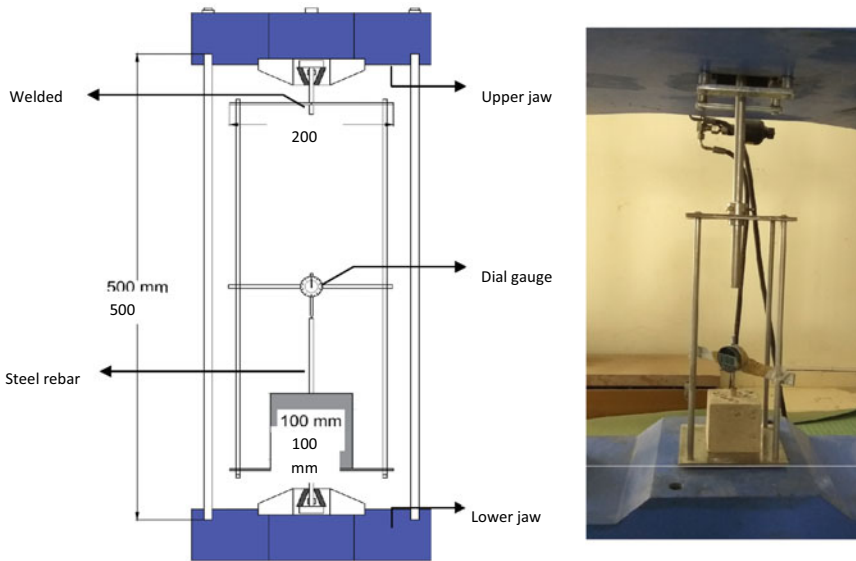 Welded
Upper jaw
200
Dial gauge
500 mm
500
Steel rebar
100 mm
100
mm
Lower jaw